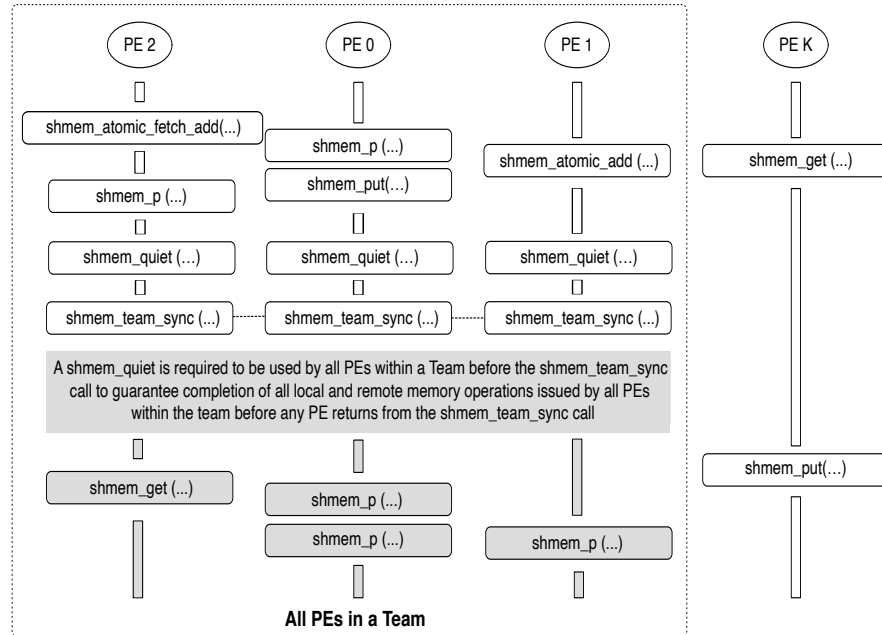 PE 2
PE 0
PE 1
PE K
shmem_atomic_fetch_add(...)
shmem_p (...)
shmem_atomic_add (...)
shmem_get (...)
shmem_p (...)
shmem_put(…)
shmem_quiet (…)
shmem_quiet (…)
shmem_quiet (…)
shmem_team_sync (...)
shmem_team_sync (...)
shmem_team_sync (...)
A shmem_quiet is required to be used by all PEs within a Team before the shmem_team_sync
call to guarantee completion of all local and remote memory operations issued by all PEs
within the team before any PE returns from the shmem_team_sync call
shmem_put(…)
shmem_get (...)
shmem_p (...)
shmem_p (...)
shmem_p (...)
All PEs in a Team